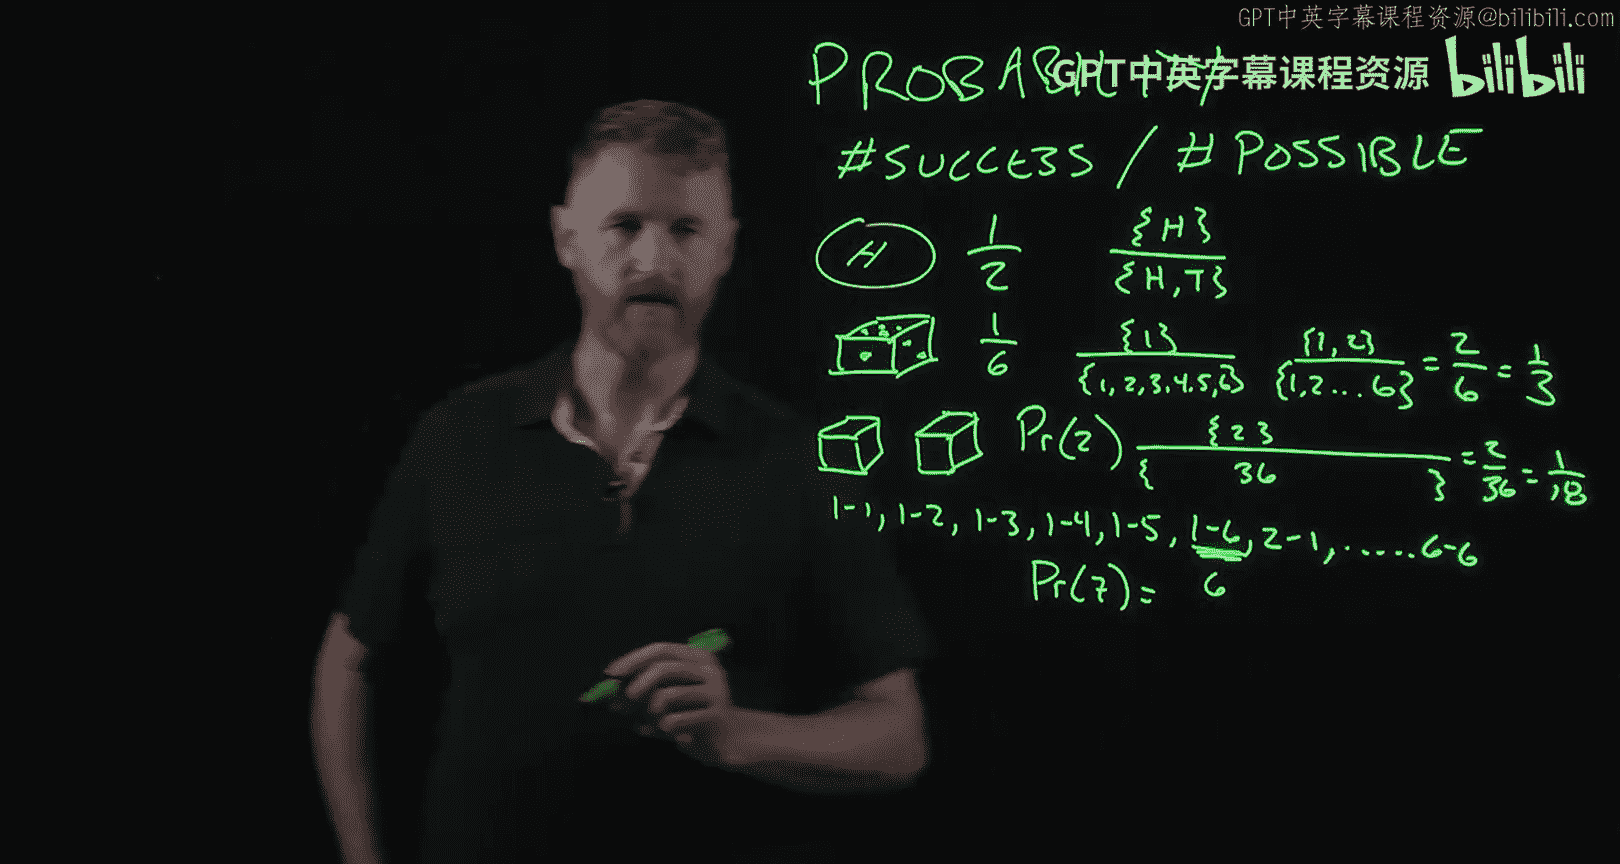 GPT中英字幕课程资源@bilibili.com
PROBABILITY
GPT中英字幕课程资源 bilibili
#SUCCESS / # POSSIBLE
H 1/2 {H}/{H,T}
1/6 {1}/{1,2,3,4,5,6} {1,2}/{1,2...6} = 2/6 = 1/3
Pr(2) {2}/{36} = 2/36 = 1/18
1-1, 1-2, 1-3, 1-4, 1-5, 1-6, 2-1, ......6-6
Pr(7) = 6